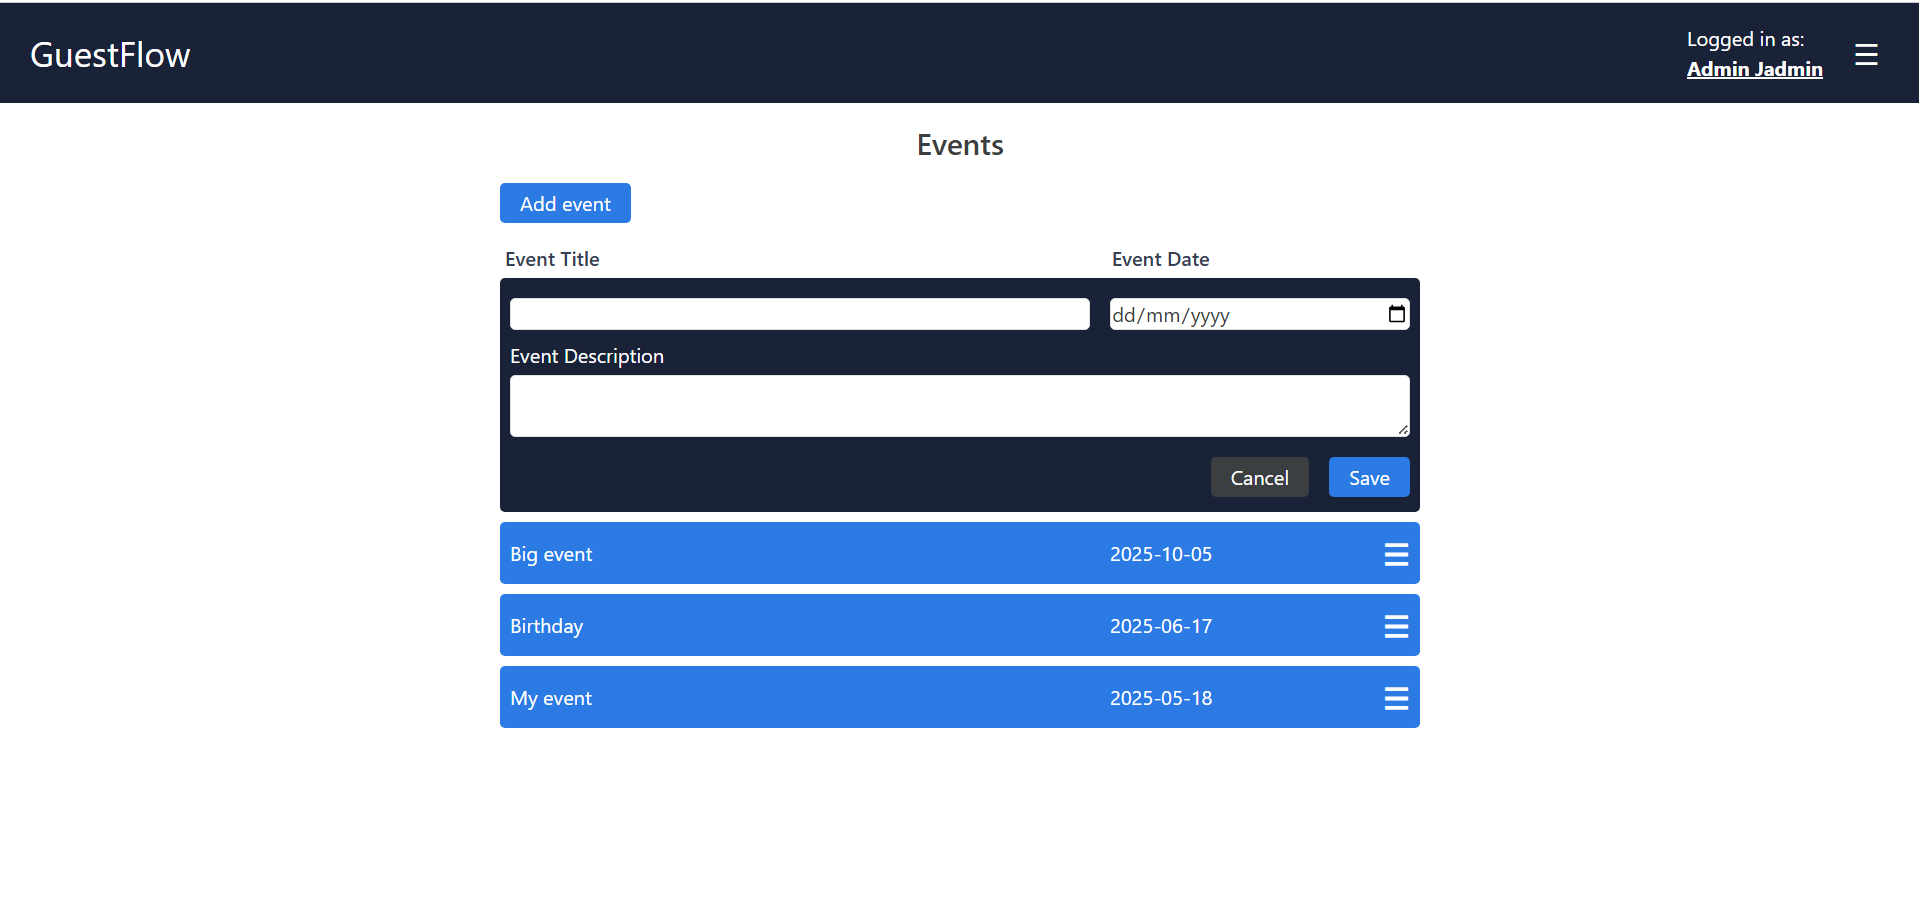 GuestFlow
Logged in as:
Admin Jadmin
Events
Add event
Event Title Event Date
dd/mm/yyyy
Event Description
Cancel Save
Big event 2025-10-05
Birthday 2025-06-17
My event 2025-05-18